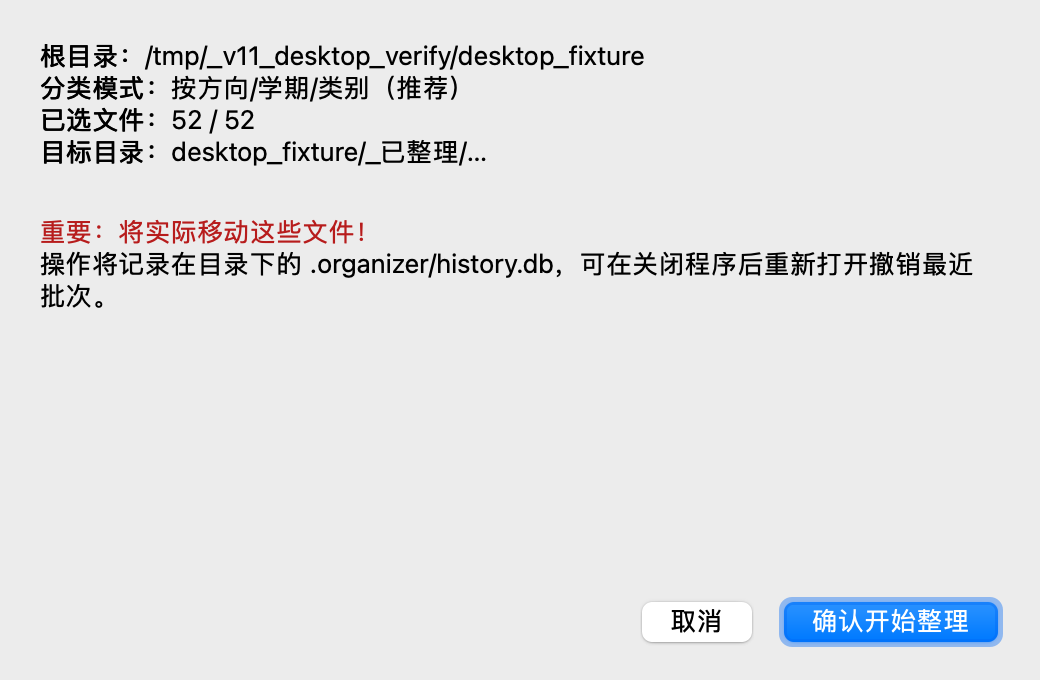 根目录：/tmp/_v11_desktop_verify/desktop_fixture
分类模式：按方向/学期/类别（推荐）
已选文件：52 / 52
目标目录：desktop_fixture/_已整理/...
重要：将实际移动这些文件！
操作将记录在目录下的 .organizer/history.db，可在关闭程序后重新打开撤销最近
批次。
取消
确认开始整理